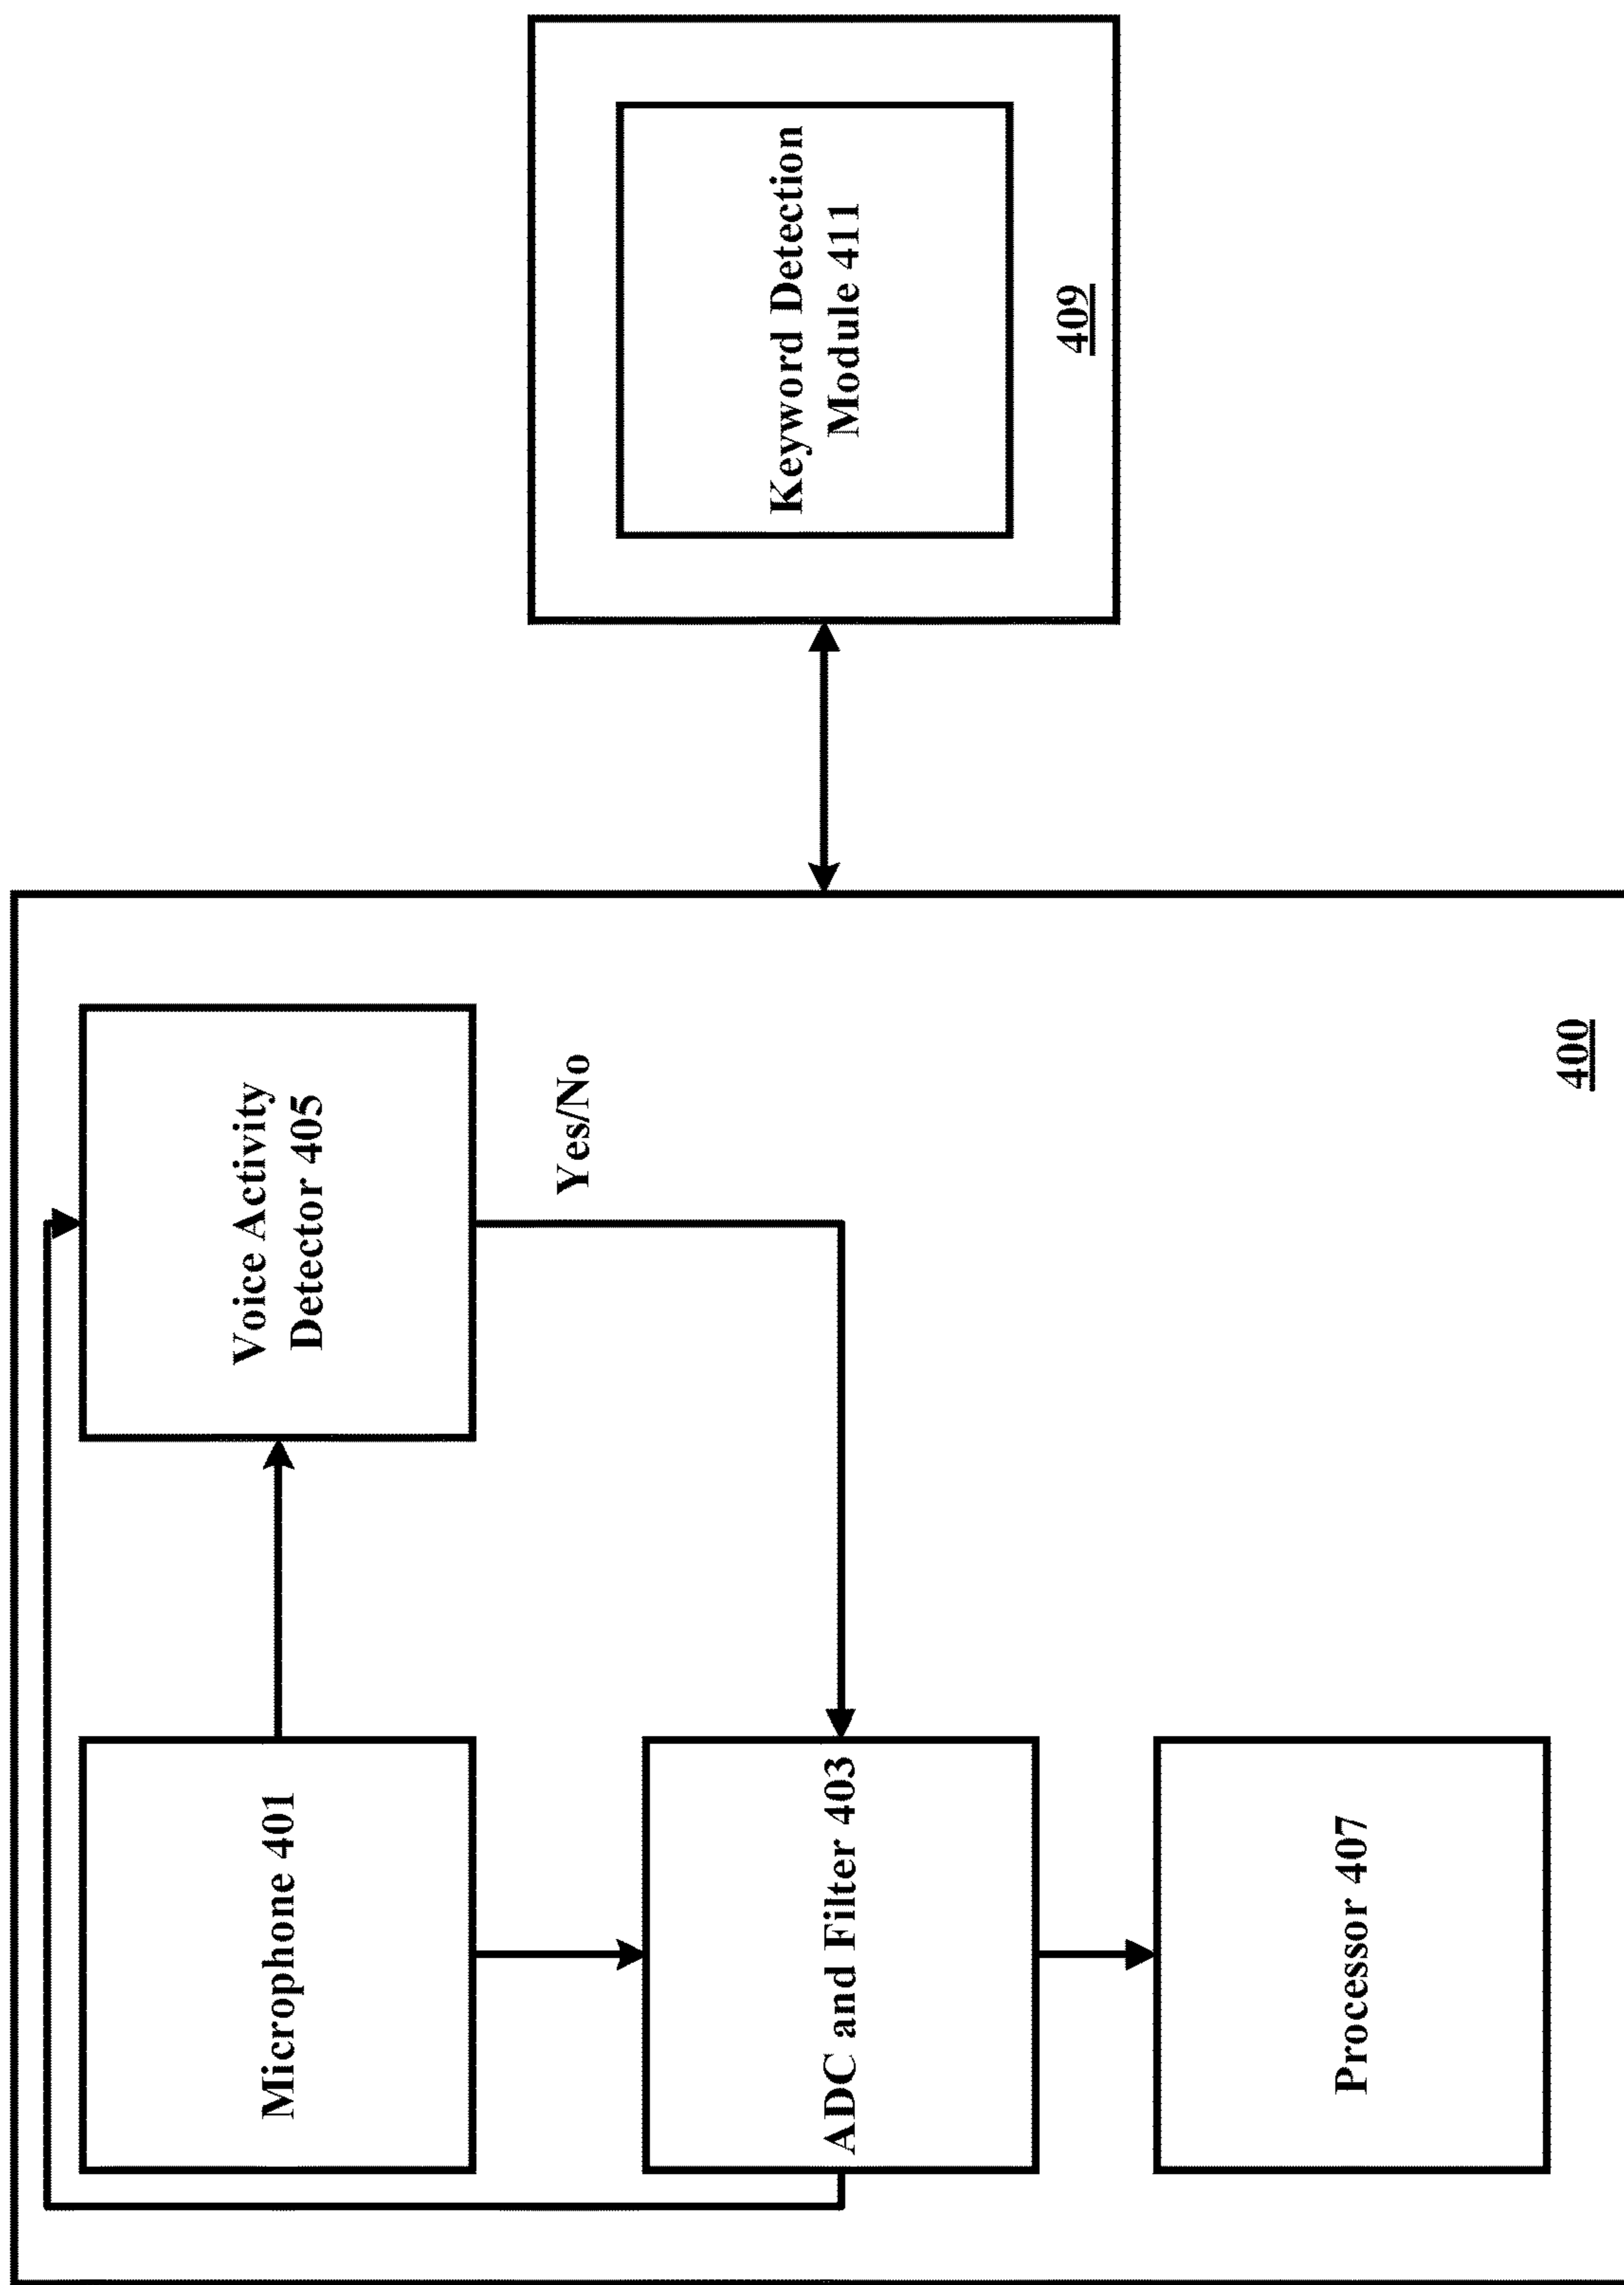 Microphone 401
Voice Activity
Detector 405
Yes/No
ADC and Filter 403
Processor 407
400
Keyword Detection
Module 411
409